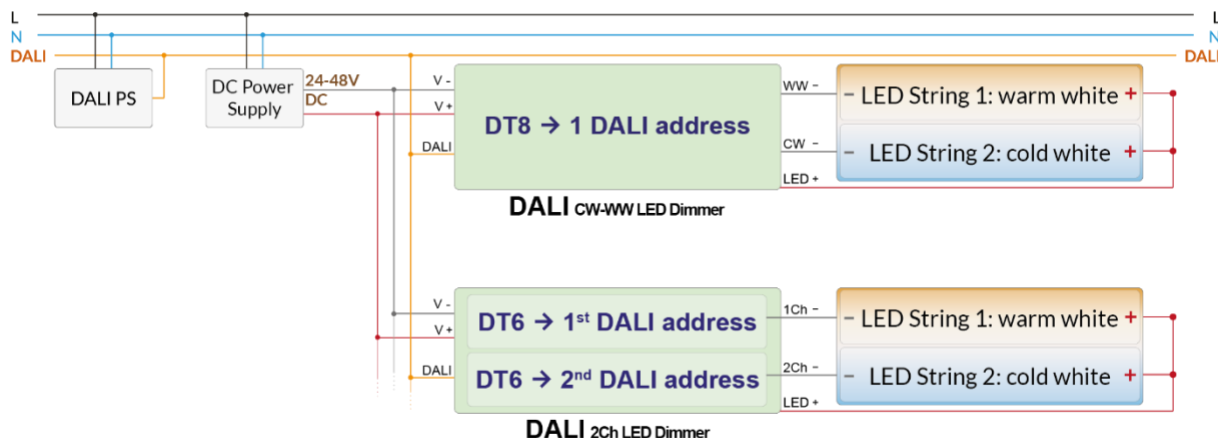 L
N
DALI
L
N
DALI
DALI PS
DC Power
Supply
24-48V
DC
V -
V +
DALI
DT8 → 1 DALI address
WW −
CW −
LED +
− LED String 1: warm white +
− LED String 2: cold white +
DALI CW-WW LED Dimmer
V -
V +
DALI
DT6 → 1st DALI address
DT6 → 2nd DALI address
1Ch −
2Ch −
LED +
− LED String 1: warm white +
− LED String 2: cold white +
DALI 2Ch LED Dimmer